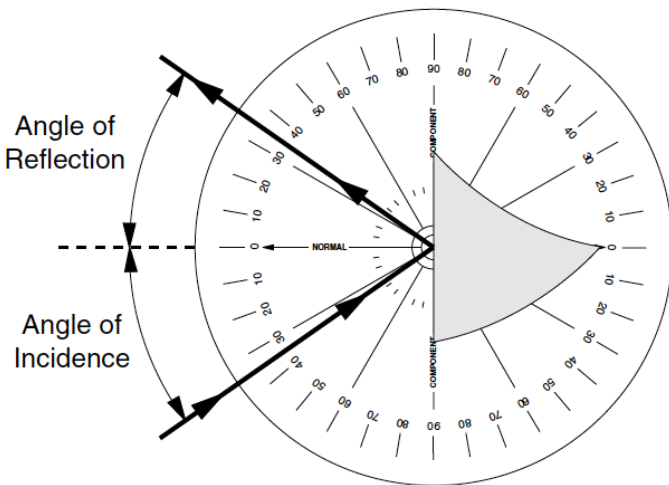 80 90 80
70 70
60 60
50 50
Angle of
Reflection
40 40
COMPONENT
30 30
20 20
10 10
0 NORMAL 0
10 10
20 20
Angle of
Incidence
30 30
40 40
COMPONENT
50 50
60 60
70 70
80 90 80